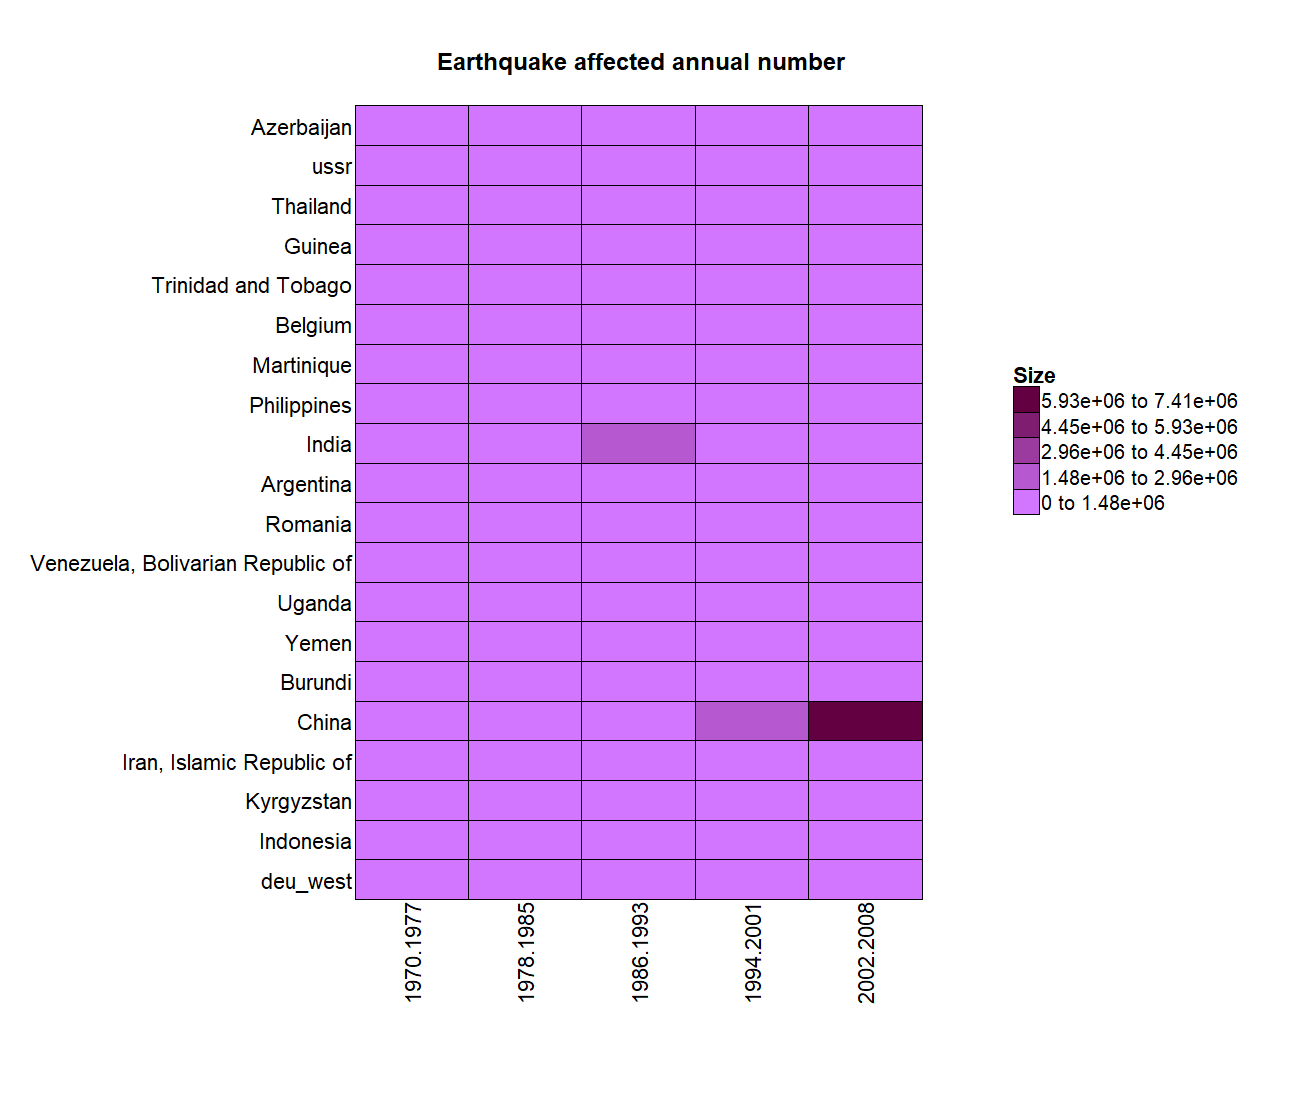 Earthquake affected annual number
Azerbaijan
ussr
Thailand
Guinea
Trinidad and Tobago
Belgium
Martinique
Philippines
India
Argentina
Romania
Venezuela, Bolivarian Republic of
Uganda
Yemen
Burundi
China
Iran, Islamic Republic of
Kyrgyzstan
Indonesia
deu_west
1970.1977
1978.1985
1986.1993
1994.2001
2002.2008
Size
5.93e+06 to 7.41e+06
4.45e+06 to 5.93e+06
2.96e+06 to 4.45e+06
1.48e+06 to 2.96e+06
0 to 1.48e+06